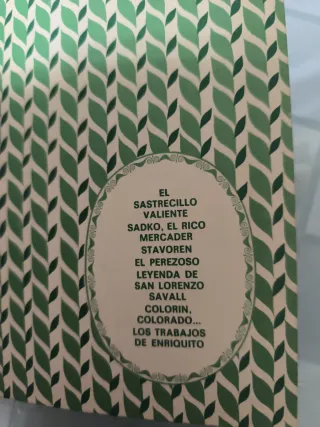 EL
SASTRECILLO
VALIENTE
SADKO, EL RICO
MERCADER
STAVOREN
EL PEREZOSO
LEYENDA DE
SAN LORENZO
SAVALL
COLORIN,
COLORADO...
LOS TRABAJOS
DE ENRIQUITO